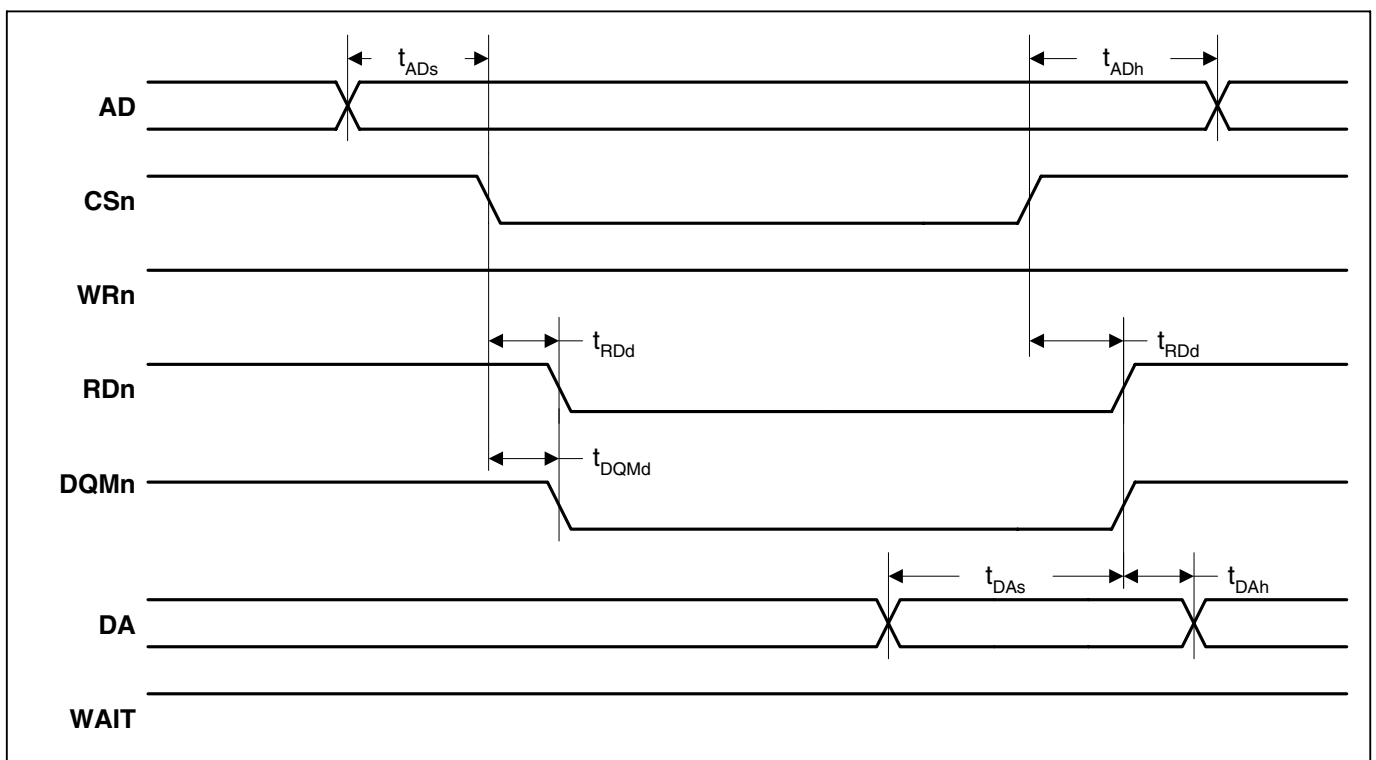 tADs
tADh
AD
CSn
WRn
tRDd
tRDd
RDn
tDQMd
DQMn
tDAs
tDAh
DA
WAIT